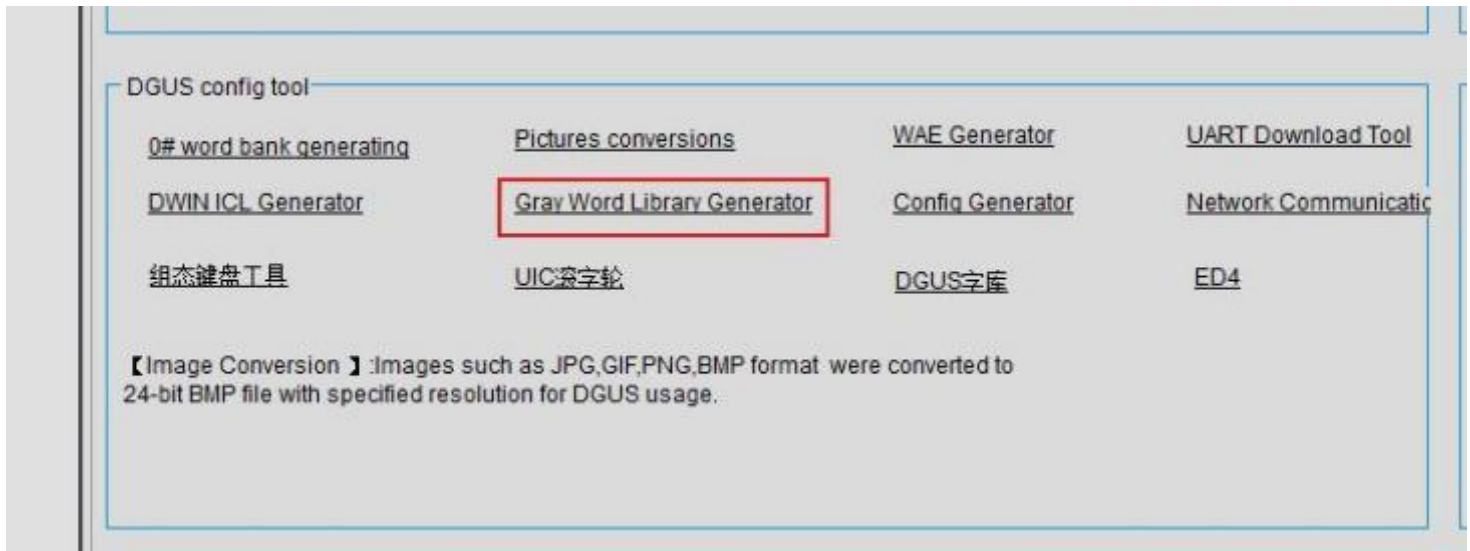 DGUS config tool
0# word bank generating
Pictures conversions
WAE Generator
UART Download Tool
DWIN ICL Generator
Gray Word Library Generator
Config Generator
Network Communicatic
组态鍵盘工具
UIC滚字轮
DGUS字库
ED4
【Image Conversion 】:Images such as JPG,GIF,PNG,BMP format were converted to
24-bit BMP file with specified resolution for DGUS usage.